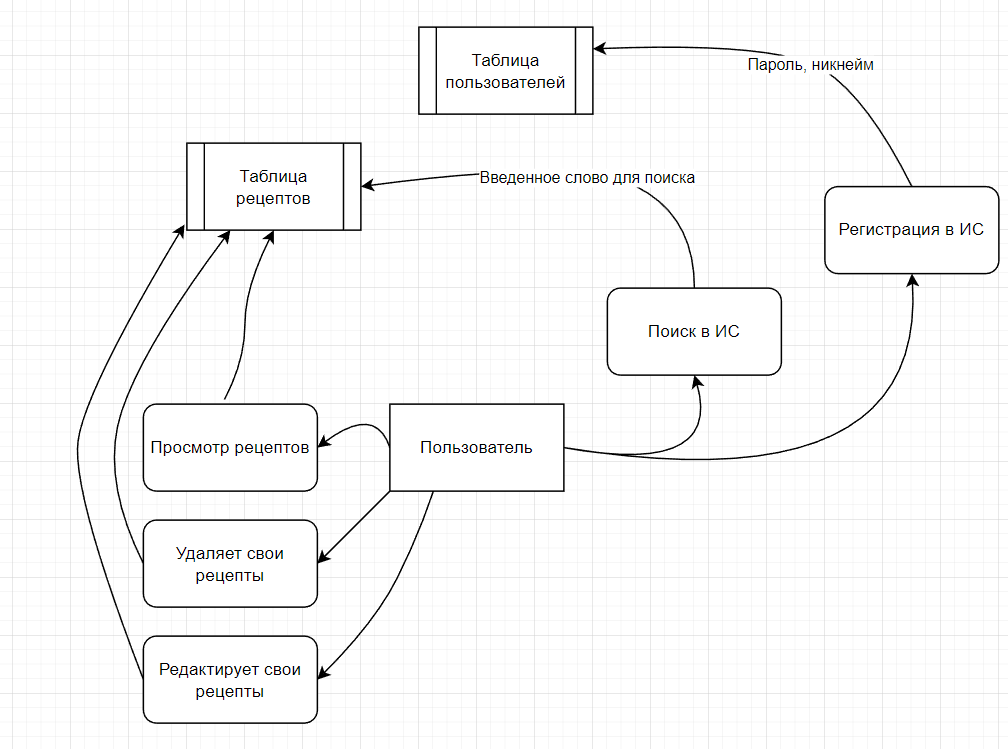 Таблица
пользователей
Пароль, никнейм
Таблица
рецептов
Введенное слово для поиска
Регистрация в ИС
Поиск в ИС
Просмотр рецептов
Пользователь
Удаляет свои
рецепты
Редактирует свои
рецепты